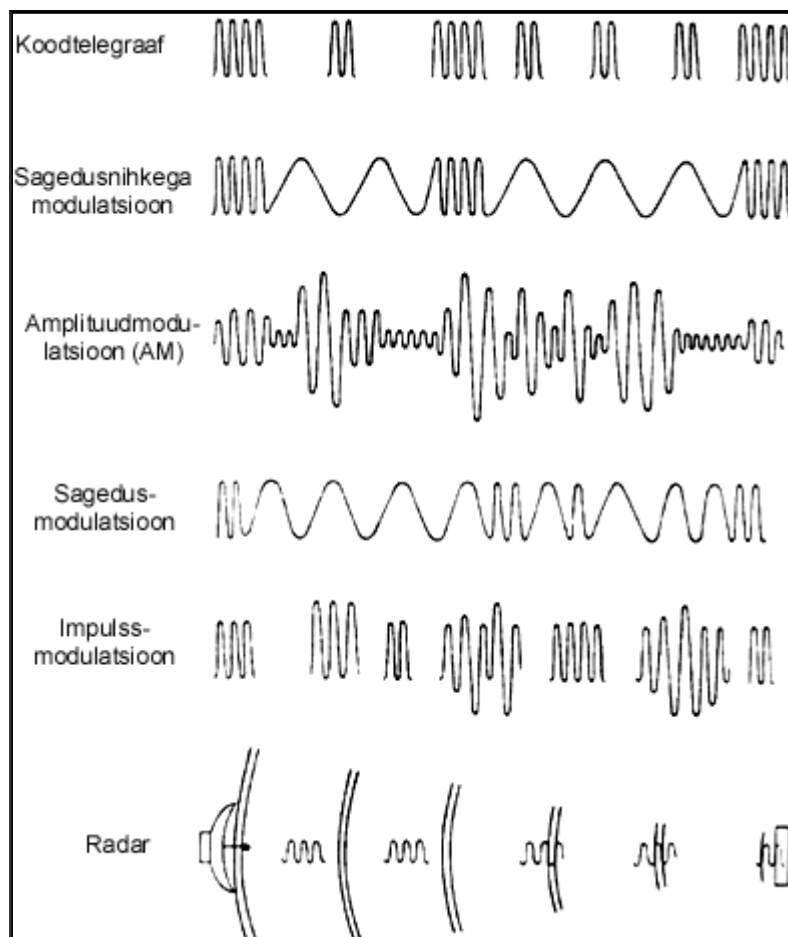 Koodtelegraaf
Sagedusnihkega
modulatsioon
Amplituudmodu-
latsioon (AM)
Sagedus-
modulatsioon
Impulss-
modulatsioon
Radar